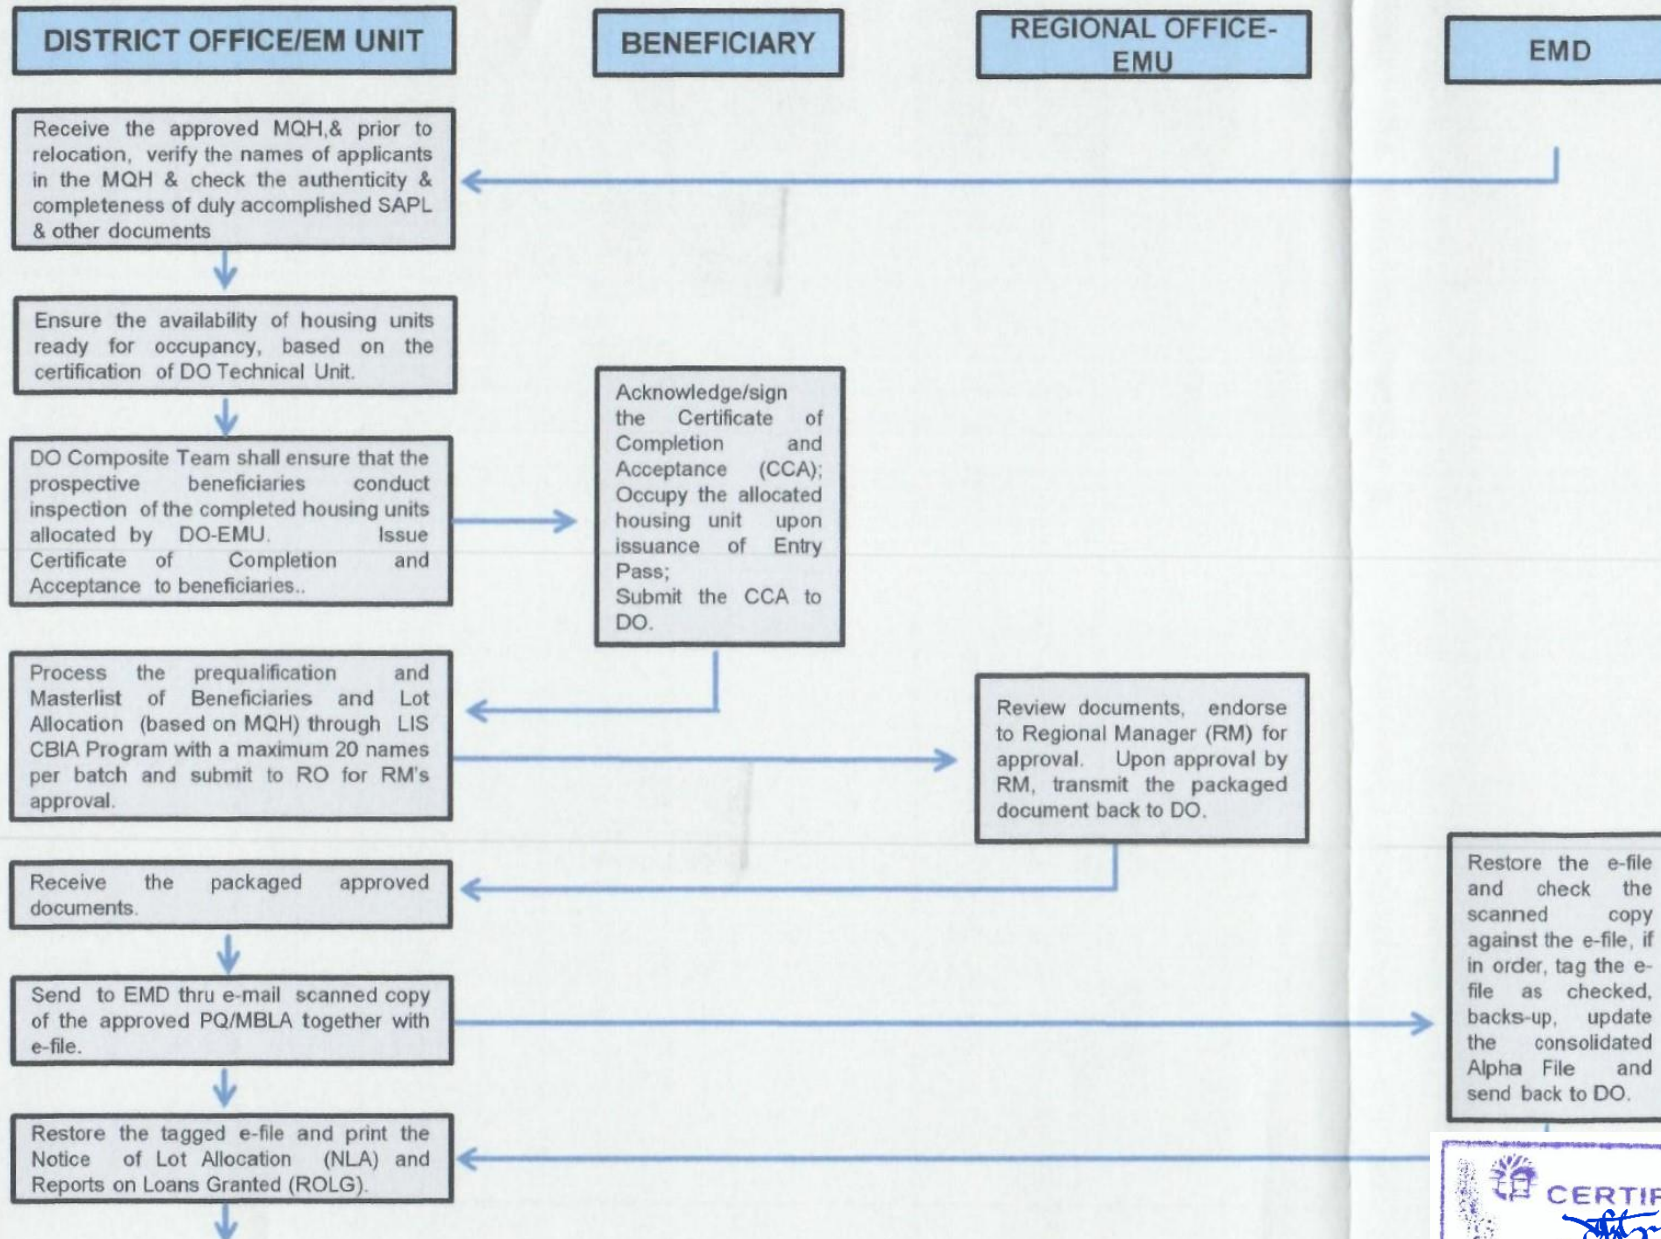 DISTRICT OFFICE/EM UNIT
BENEFICIARY
REGIONAL OFFICE-
EMU
EMD
Receive the approved MQH,& prior to
relocation, verify the names of applicants
in the MQH & check the authenticity &
completeness of duly accomplished SAPL
& other documents
Ensure the availability of housing units
ready for occupancy, based on the
certification of DO Technical Unit.
DO Composite Team shall ensure that the
prospective beneficiaries conduct
inspection of the completed housing units
allocated by DO-EMU. Issue
Certificate of Completion and
Acceptance to beneficiaries..
Acknowledge/sign
the Certificate of
Completion and
Acceptance (CCA);
Occupy the allocated
housing unit upon
issuance of Entry
Pass;
Submit the CCA to
DO.
Process the prequalification and
Masterlist of Beneficiaries and Lot
Allocation (based on MQH) through LIS
CBIA Program with a maximum 20 names
per batch and submit to RO for RM's
approval.
Review documents, endorse
to Regional Manager (RM) for
approval. Upon approval by
RM, transmit the packaged
document back to DO.
Receive the packaged approved
documents.
Send to EMD thru e-mail scanned copy
of the approved PQ/MBLA together with
e-file.
Restore the e-file
and check the
scanned copy
against the e-file, if
in order, tag the e-
file as checked,
backs-up, update
the consolidated
Alpha File and
send back to DO.
Restore the tagged e-file and print the
Notice of Lot Allocation (NLA) and
Reports on Loans Granted (ROLG).
CERTIF